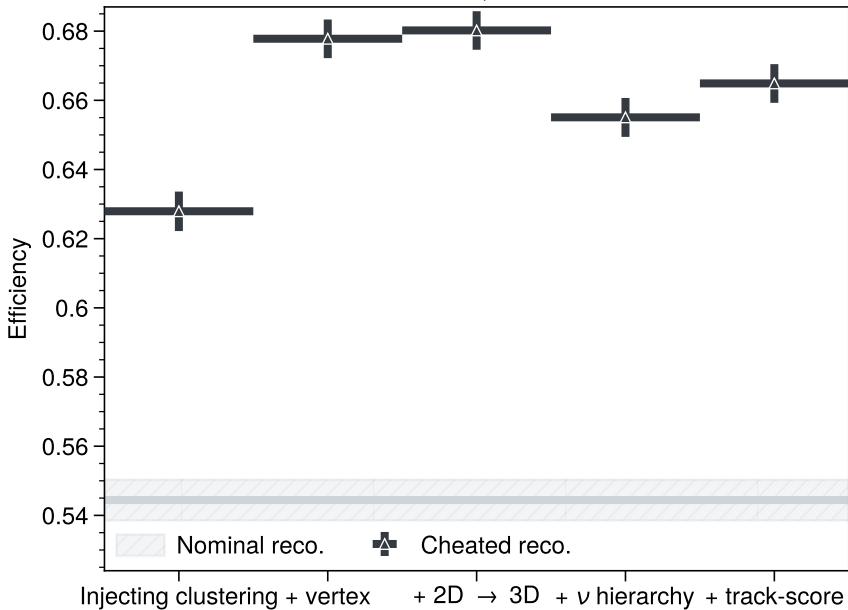 Efficiency
0.68
0.66
0.64
0.62
0.6
0.58
0.56
0.54
Nominal reco.
Cheated reco.
Injecting clustering + vertex + 2D → 3D + ν hierarchy + track-score